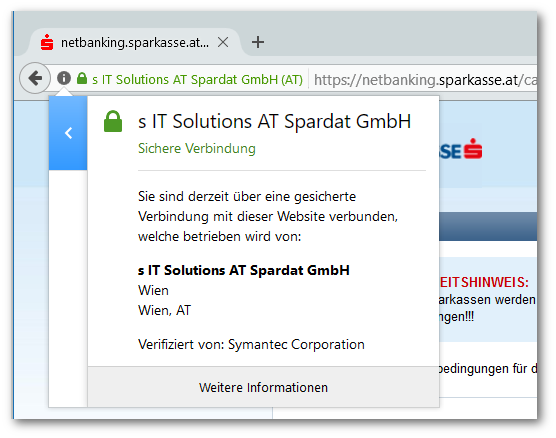 netbanking.sparkasse.at...
s IT Solutions AT Spardat GmbH (AT)
https://netbanking.sparkasse.at/ca
s IT Solutions AT Spardat GmbH
Sichere Verbindung
Sie sind derzeit über eine gesicherte
Verbindung mit dieser Website verbunden,
welche betrieben wird von:
s IT Solutions AT Spardat GmbH
Wien
Wien, AT
Verifiziert von: Symantec Corporation
Weitere Informationen
SSE
EITSHINWEIS:
parkassen werden
ngen!!!
bedingungen für d